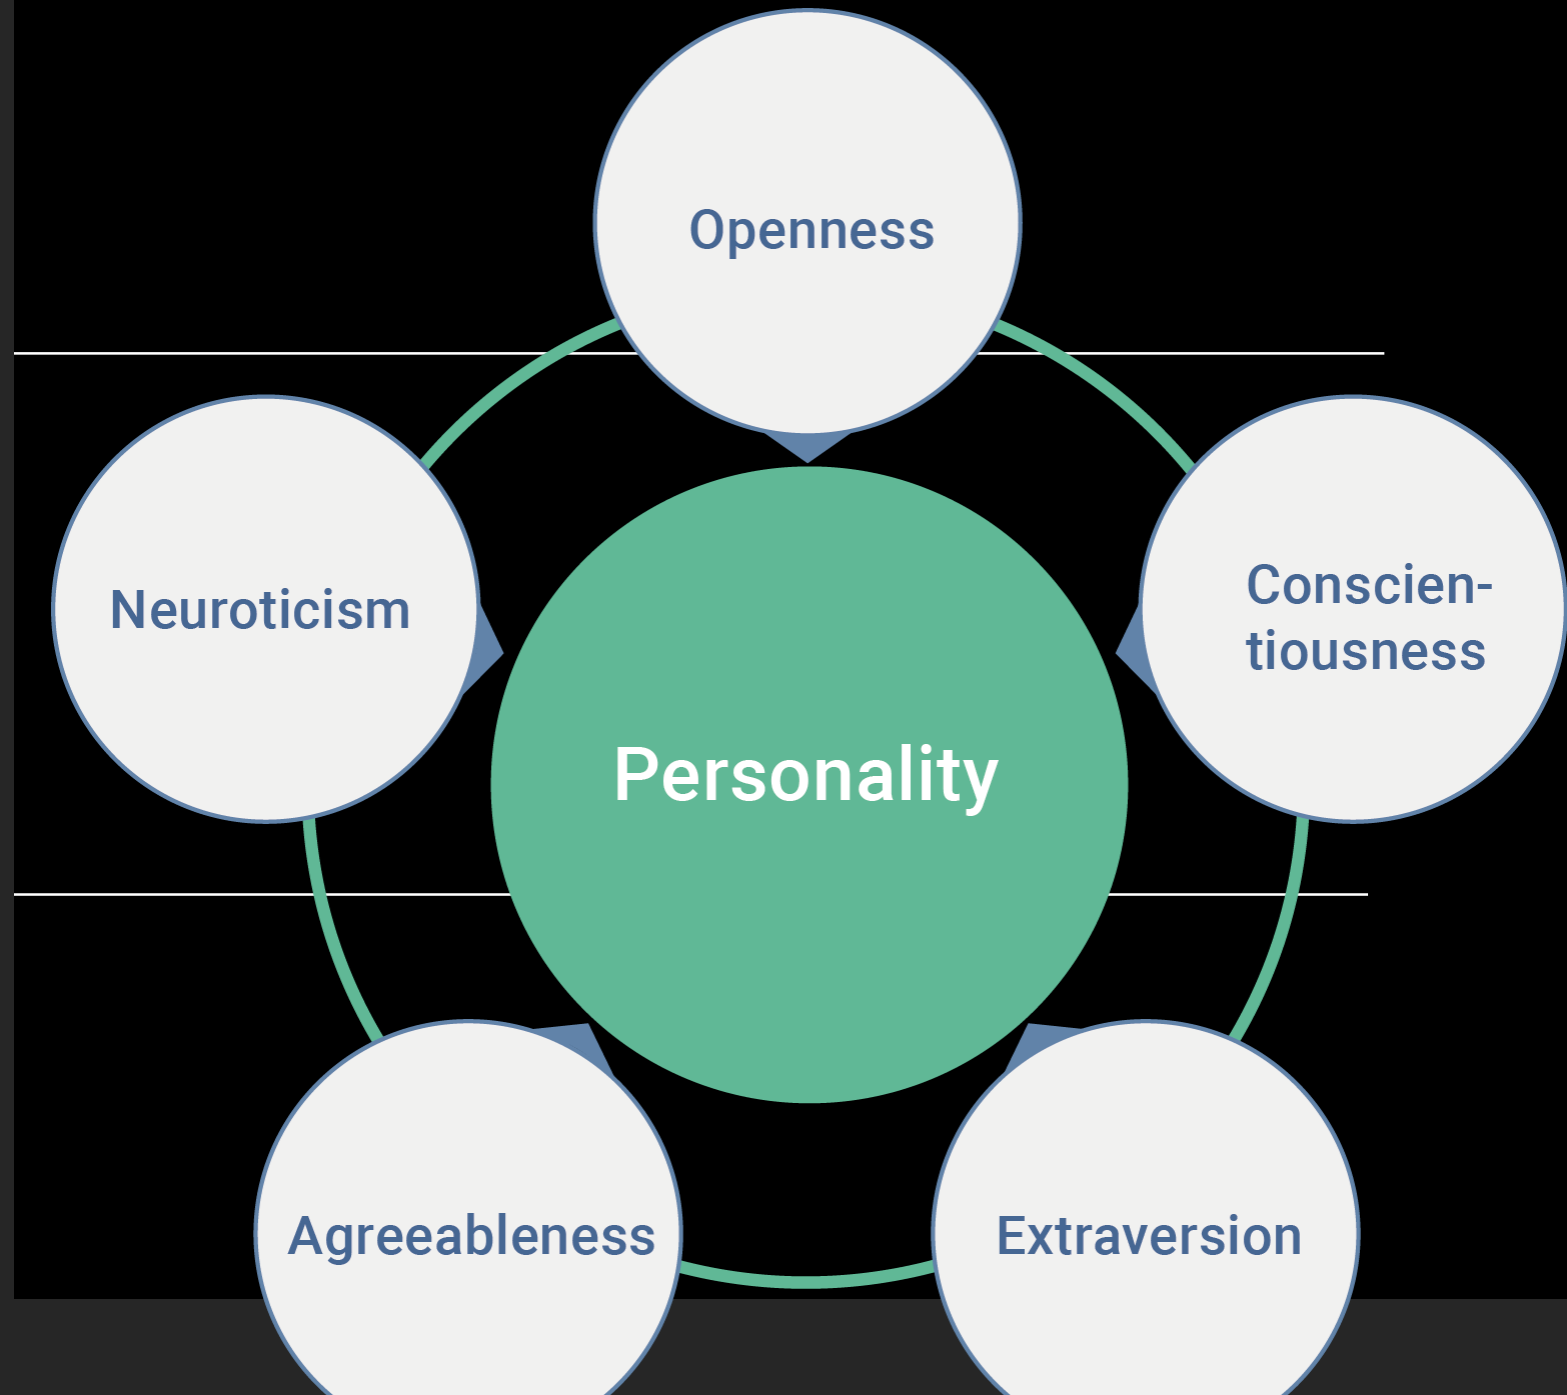 Openness
Neuroticism
Conscien-
tiousness
Personality
Agreeableness
Extraversion